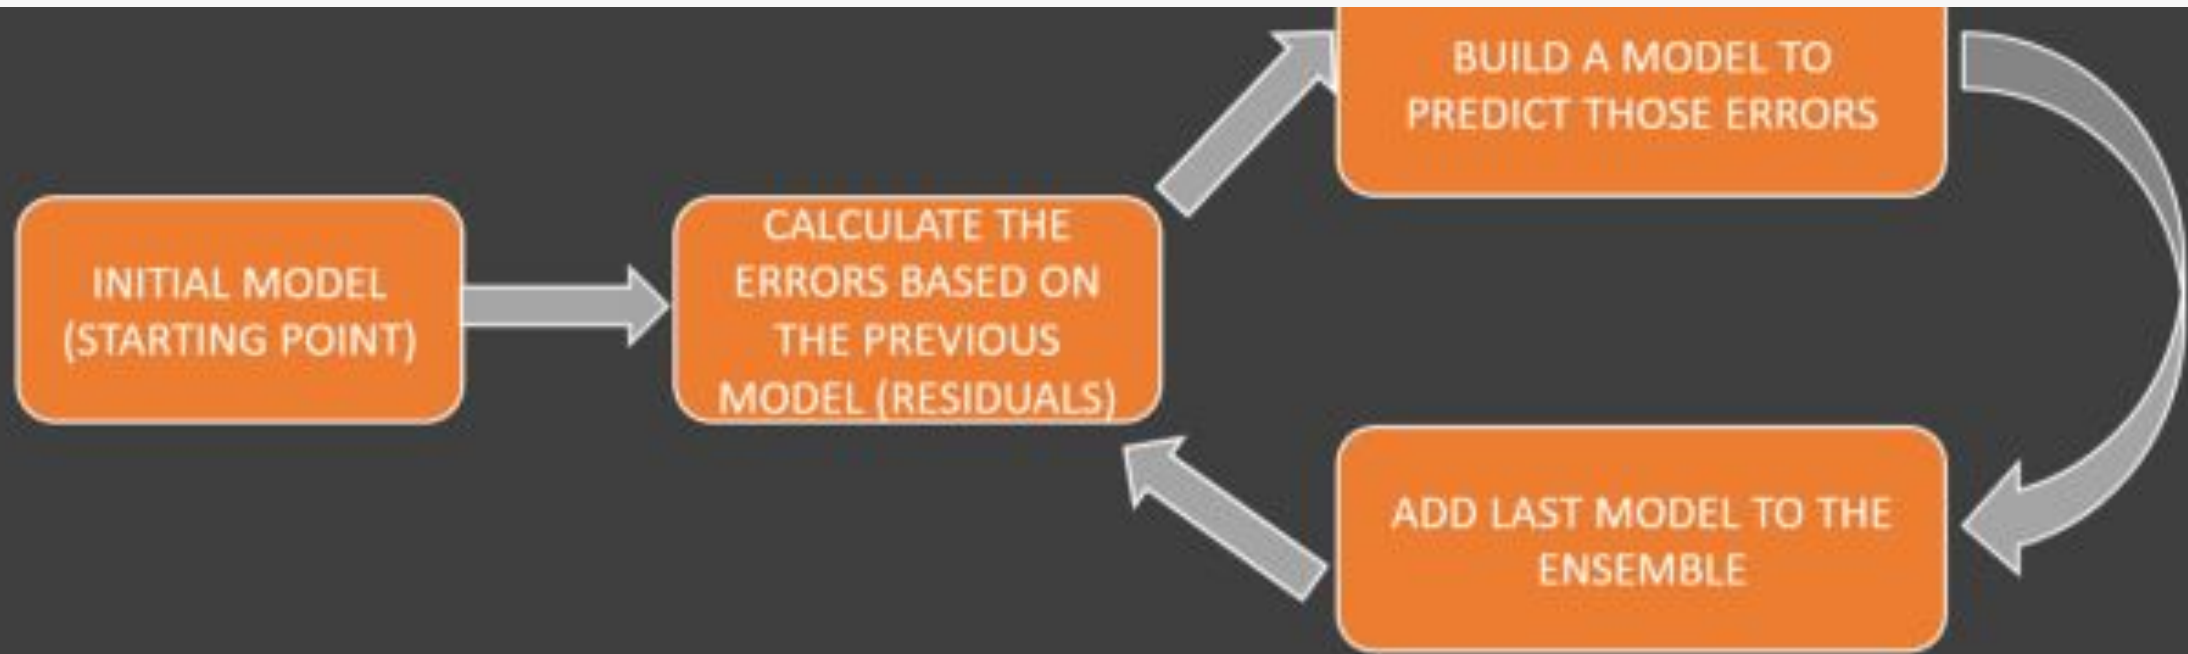 INITIAL MODEL
(STARTING POINT)
CALCULATE THE
ERRORS BASED ON
THE PREVIOUS
MODEL (RESIDUALS)
BUILD A MODEL TO
PREDICT THOSE ERRORS
ADD LAST MODEL TO THE
ENSEMBLE